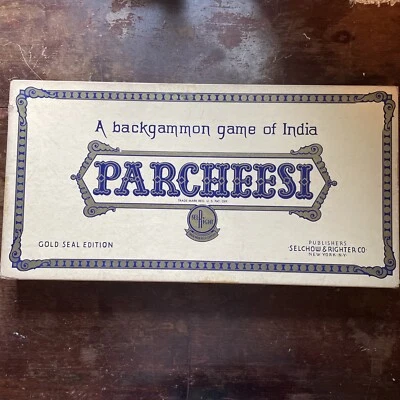 A backgammon game of India
PARCHEESI
TRADE MARK REG. U.S. PAT. OFF.
GOLD SEAL EDITION
PUBLISHERS
SELCHOW & RIGHTER CO.
NEW YORK·N·Y·